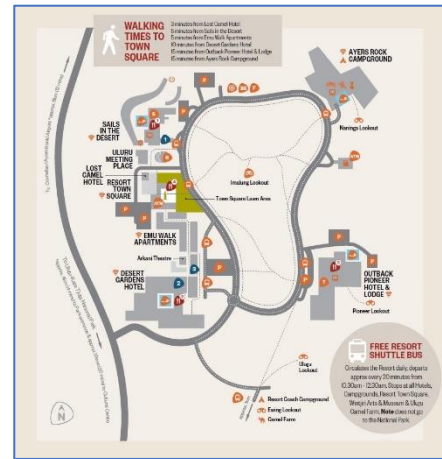 WALKING
TIMES TO
TOWN
SQUARE
3 minutes from Lost Camel Hotel
5 minutes from Sails in the Desert
5 minutes from Emu Walk Apartments
10 minutes from Desert Gardens Hotel
15 minutes from Outback Pioneer Hotel & Lodge
15 minutes from Ayers Rock Campground
AYERS ROCK
CAMPGROUND
Naninga Lookout
SAILS
IN THE
DESERT
ULURU
MEETING
PLACE
LOST
CAMEL
HOTEL
RESORT
TOWN
SQUARE
Imalung Lookout
Town Square Lawn Area
EMU WALK
APARTMENTS
Arkani Theatre
DESERT
GARDENS
HOTEL
OUTBACK
PIONEER
HOTEL &
LODGE
Pioneer Lookout
Uluru
Lookout
FREE RESORT
SHUTTLE BUS
Circulates the Resort daily, departs
approx every 20 minutes from
10.30am - 12.30am. Stops at all Hotels,
Campgrounds, Resort Town Square,
Wintjiri Arts & Museum & Uluru
Camel Farm. Note does not go
to the National Park.
Resort Coach Campground
Ewing Lookout
Camel Farm
N